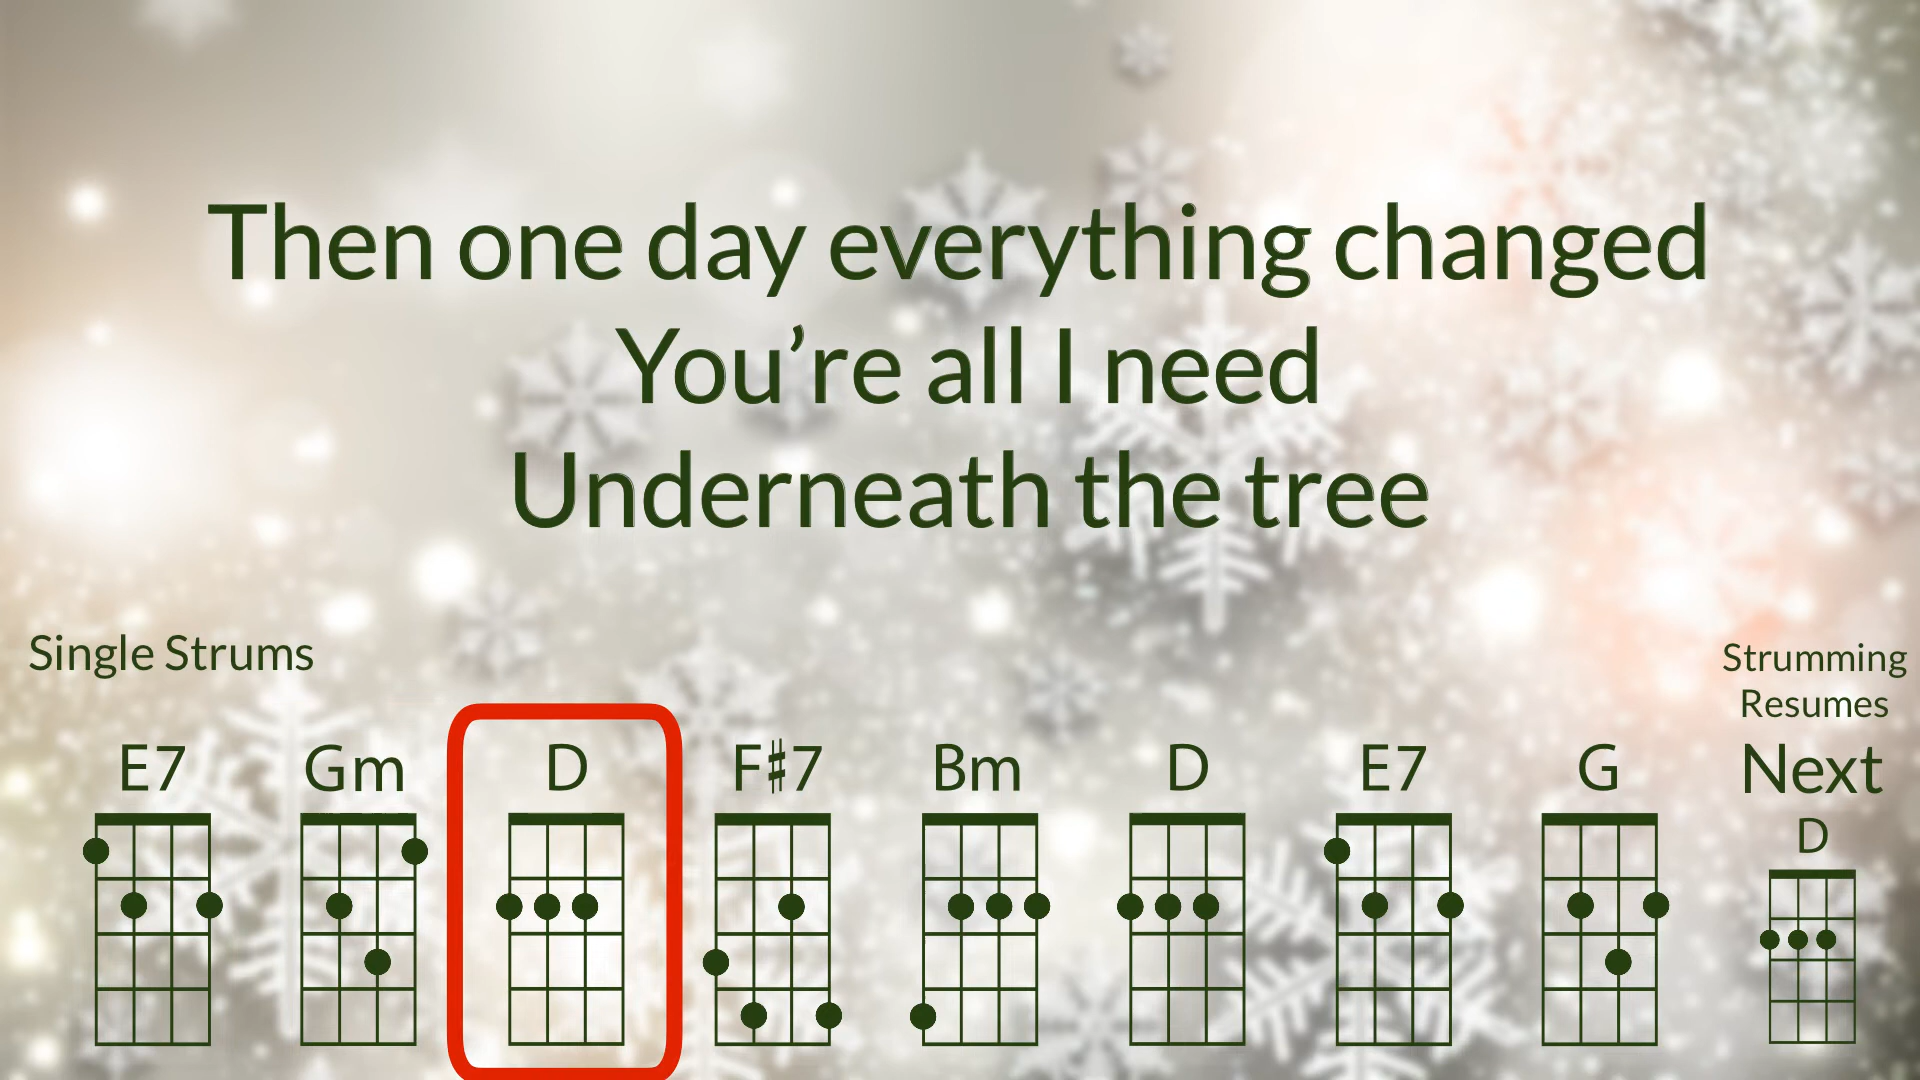 Then one day everything changed
You’re all I need
Underneath the tree
Single Strums
Strumming
Resumes
E7 Gm D F♯7 Bm D E7 G Next
D